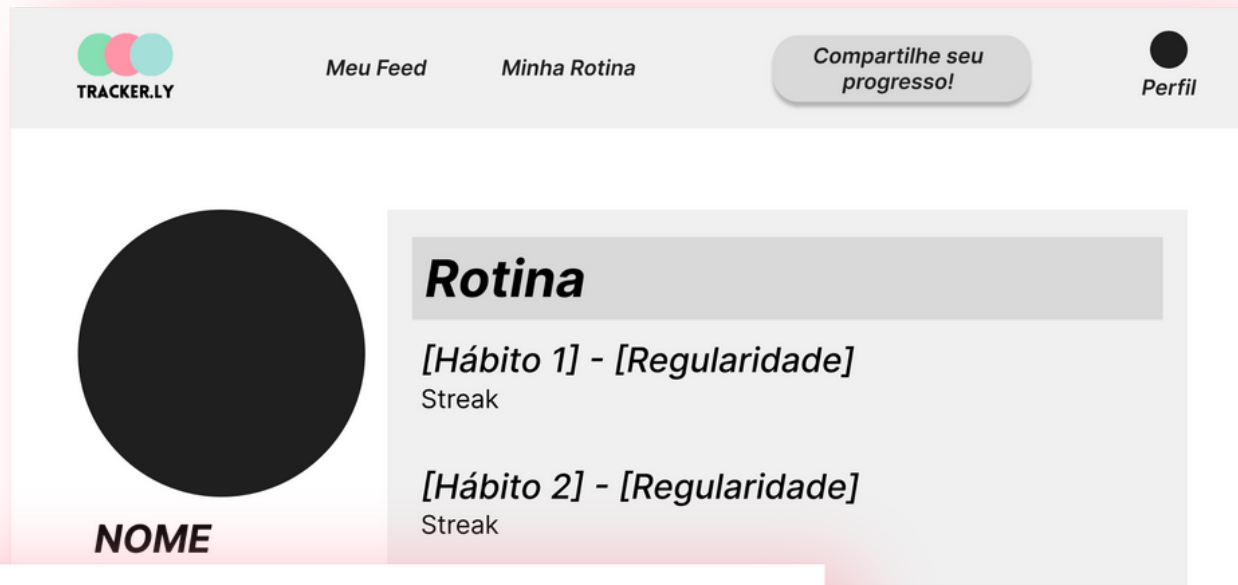 TRACKER.LY
Meu Feed
Minha Rotina
Compartilhe seu
progresso!
Perfil
Rotina
[Hábito 1] - [Regularidade]
Streak
[Hábito 2] - [Regularidade]
Streak
NOME